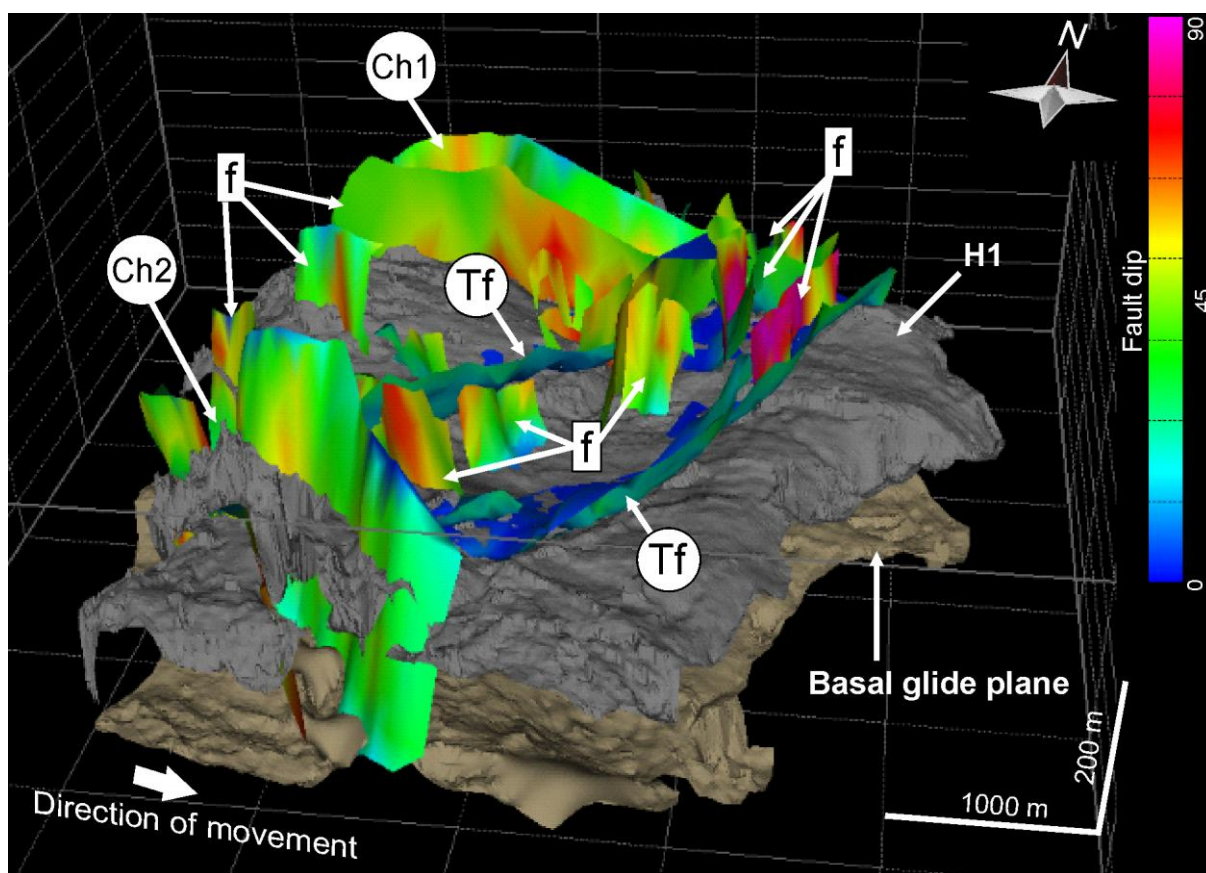 Ch1
N
90
f
f
Ch2
Tf
H1
Fault dip
45
f
Tf
0
Basal glide plane
200 m
1000 m
Direction of movement